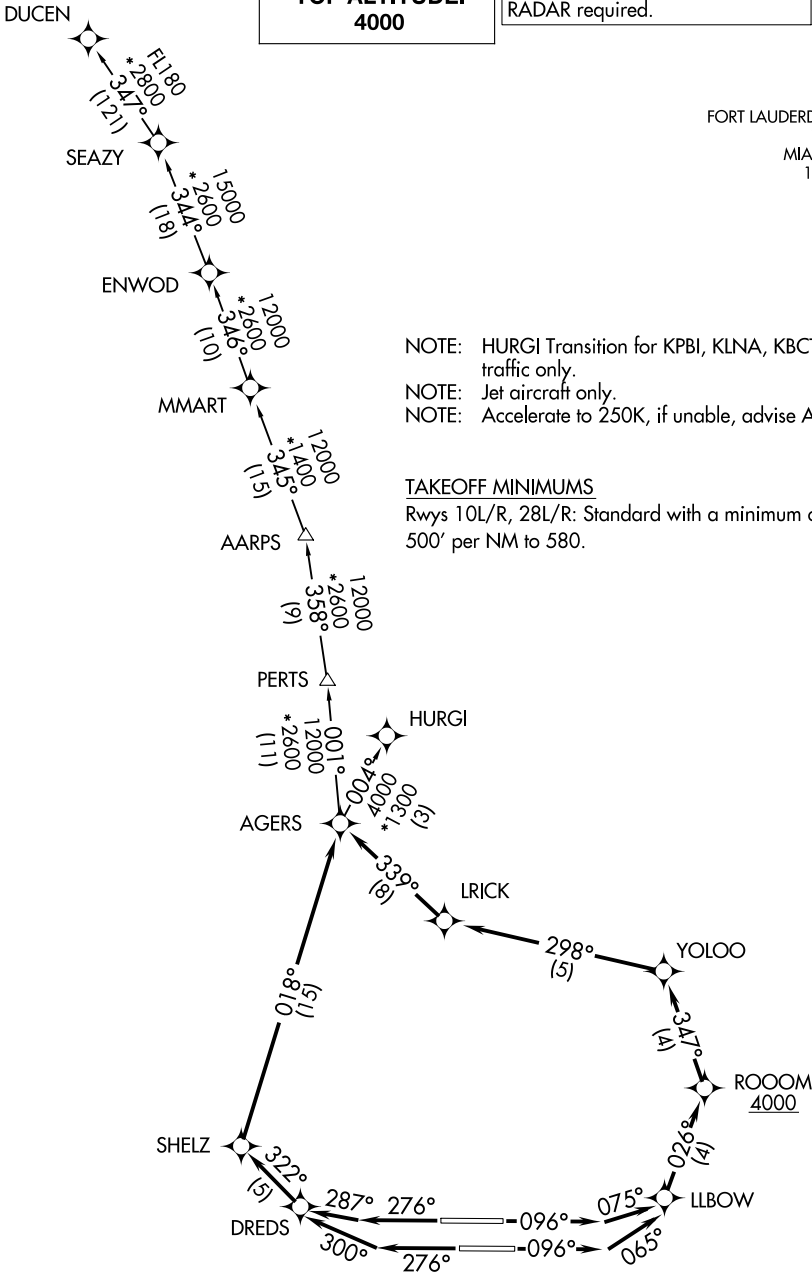 DUCEN
TOP ALTITUDE:
4000
RADAR required.
FL180
*2800
347°
(121)
SEAZY
FORT LAUDERD
MIA
1
15000
*2600
344°
(18)
ENWOD
12000
*2600
346°
(10)
MMART
NOTE: HURGI Transition for KPBI, KLNA, KBCT
traffic only.
NOTE: Jet aircraft only.
NOTE: Accelerate to 250K, if unable, advise A
12000
*1400
345°
(15)
TAKEOFF MINIMUMS
Rwys 10L/R, 28L/R: Standard with a minimum
500' per NM to 580.
AARPS
12000
*2600
358°
(9)
PERTS
HURGI
001°
12000
*2600
(11)
004°
4000
*1300
(3)
AGERS
339°
(8)
LRICK
298°
(5)
YOLOO
018°
(15)
347°
(4)
ROOOM
4000
026°
(4)
SHELZ
322°
(5)
DREDS
287° 276° 096° 075°
LLBOW
300° 276° 096° 065°